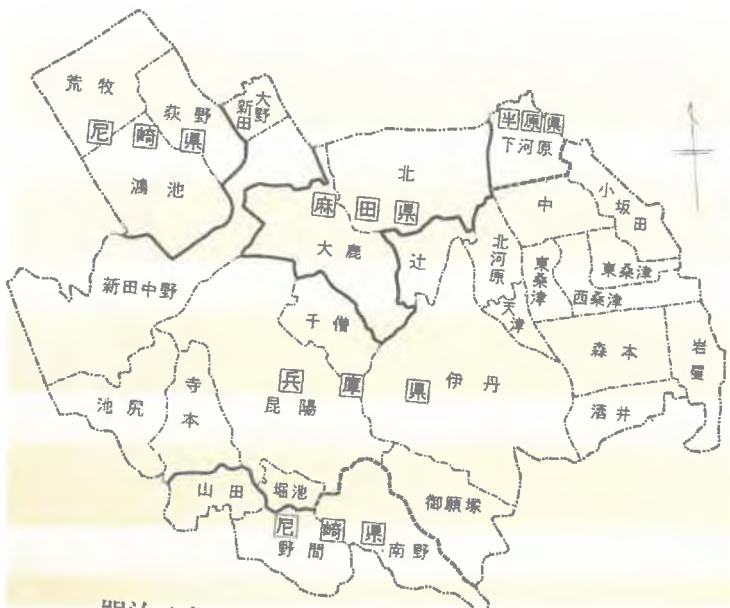 荒牧
荻野
大野
新田
尼崎県
鴻池
半原県
下河原
北
麻田県
大鹿
中
小坂田
辻
北河原
東桑津
東桑津
西桑津
天津
新田中野
千僧
森本
岩屋
兵庫県
昆陽
伊丹
池尻
寺本
酒井
山田
堀池
御願塚
尼崎県
野間
南野